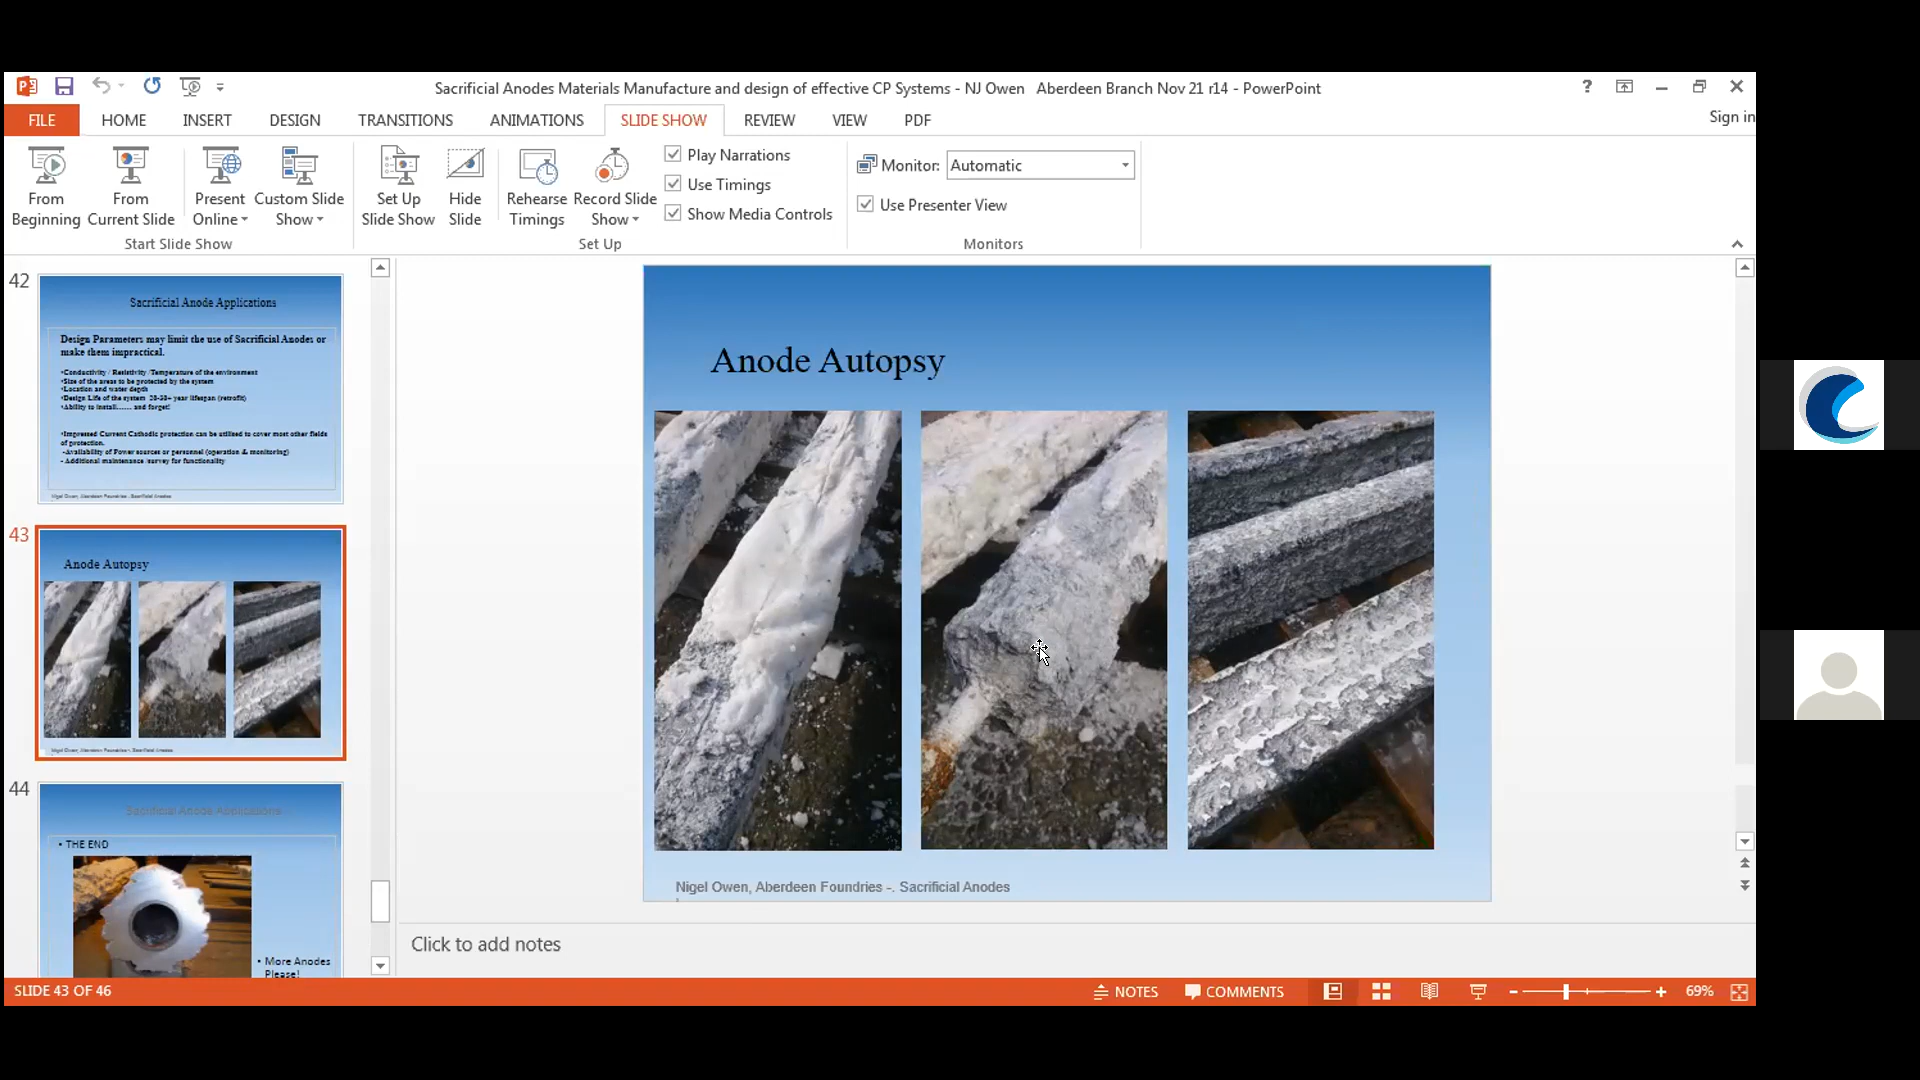 Sacrificial Anodes Materials Manufacture and design of effective CP Systems - NJ Owen   Aberdeen Branch Nov 21 r14 - PowerPoint
?
FILE HOME INSERT DESIGN TRANSITIONS ANIMATIONS SLIDE SHOW REVIEW VIEW PDF
Sign in
From Beginning
From Current Slide
Present Online
Custom Slide Show
Start Slide Show
Set Up Slide Show
Hide Slide
Rehearse Timings
Record Slide Show
Play Narrations
Use Timings
Show Media Controls
Set Up
Monitor: Automatic
Use Presenter View
Monitors
42
Sacrificial Anode Applications
Design Parameters may limit the use of Sacrificial Anodes or
make them impractical.
•Conductivity / Resistivity /Temperature of the environment
•Size of the areas to be protected by the system
•Location and water depth
•Design Life of the system 20-30+ year lifespan (retrofit)
•Ability to install...... and forget!
•Impressed Current Cathodic protection can be utilised to cover most other fields
of protection.
-Availability of Power sources or personnel (operation & monitoring)
- Additional maintenance survey for functionality
Nigel Owen, Aberdeen Foundries -. Sacrificial Anodes
43
Anode Autopsy
Nigel Owen, Aberdeen Foundries -. Sacrificial Anodes
44
Sacrificial Anode Applications
• THE END
• More Anodes
Please!
Anode Autopsy
Nigel Owen, Aberdeen Foundries -. Sacrificial Anodes
Click to add notes
SLIDE 43 OF 46
NOTES
COMMENTS
69%